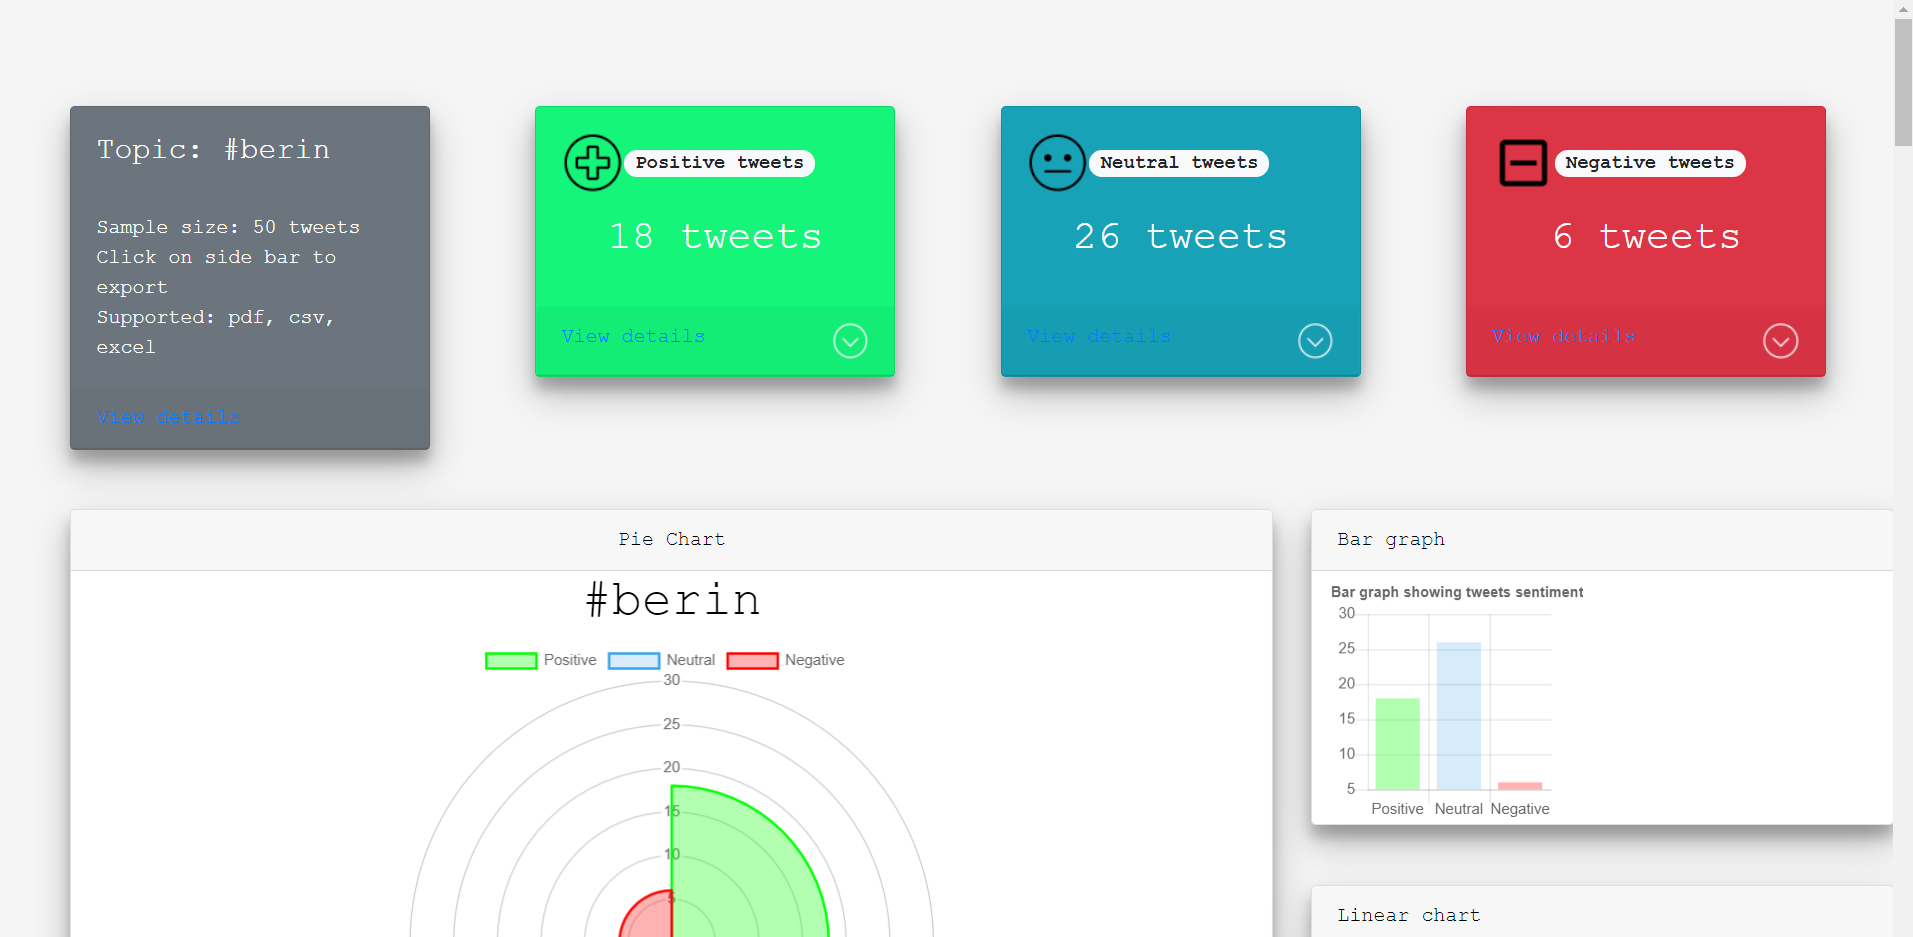 Topic: #berin
Sample size: 50 tweets
Click on side bar to
export
Supported: pdf, csv,
excel
View details
Positive tweets
18 tweets
View details
Neutral tweets
26 tweets
View details
Negative tweets
6 tweets
View details
Pie Chart
#berin
Positive Neutral Negative
30
25
20
15
10
5
Bar graph
Bar graph showing tweets sentiment
30
25
20
15
10
5
Positive Neutral Negative
Linear chart